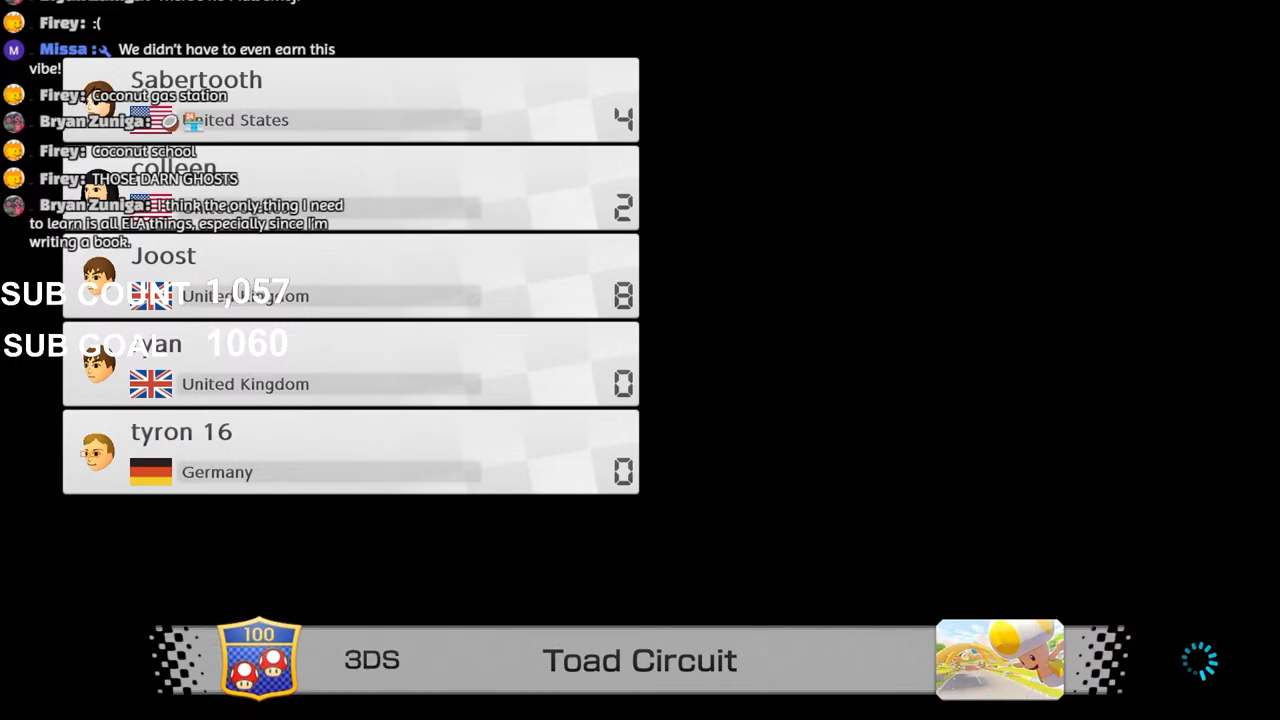 Firey: :(
Missa : We didn't have to even earn this
vibe!
Sabertooth
Firey: Coconut gas station
Bryan Zuniga:
United States
4
Firey: Coconut school
colleen
Firey: THOSE DARN GHOSTS
Bryan Zuniga: I think the only thing I need
to learn is all ELA things, especially since I'm
writing a book.
2
Joost
United Kingdom
8
SUB COUNT 1,057
SUB GOAL 1060
ryan
United Kingdom
0
tyron 16
Germany
0
100
3DS
Toad Circuit